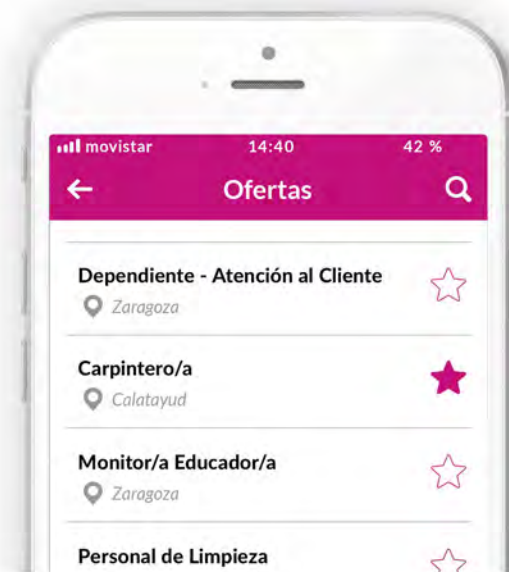 movistar 14:40 42 %
Ofertas
Dependiente - Atención al Cliente
Zaragoza
Carpintero/a
Calatayud
Monitor/a Educador/a
Zaragoza
Personal de Limpieza